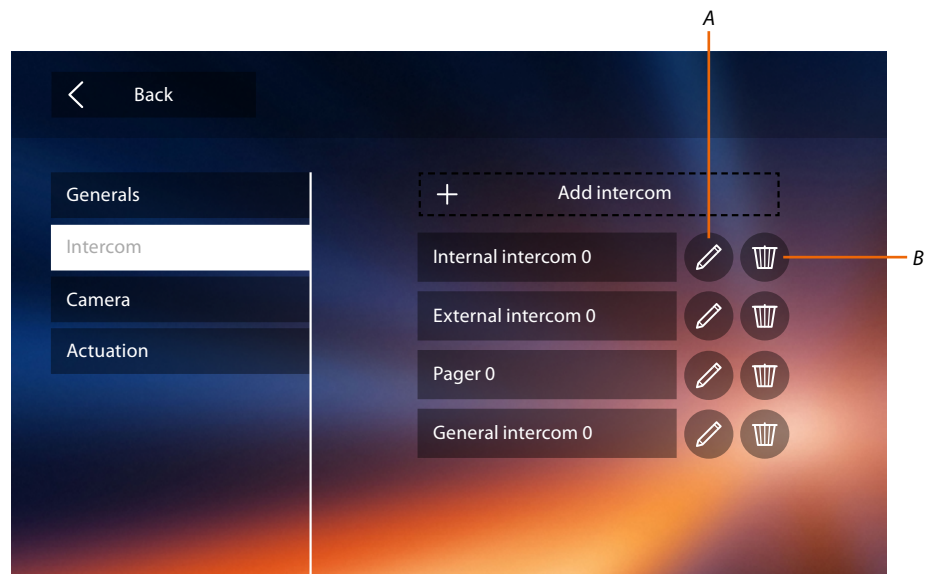 A
Back
Generals
Intercom
Camera
Actuation
Add intercom
Internal intercom 0
B
External intercom 0
Pager 0
General intercom 0